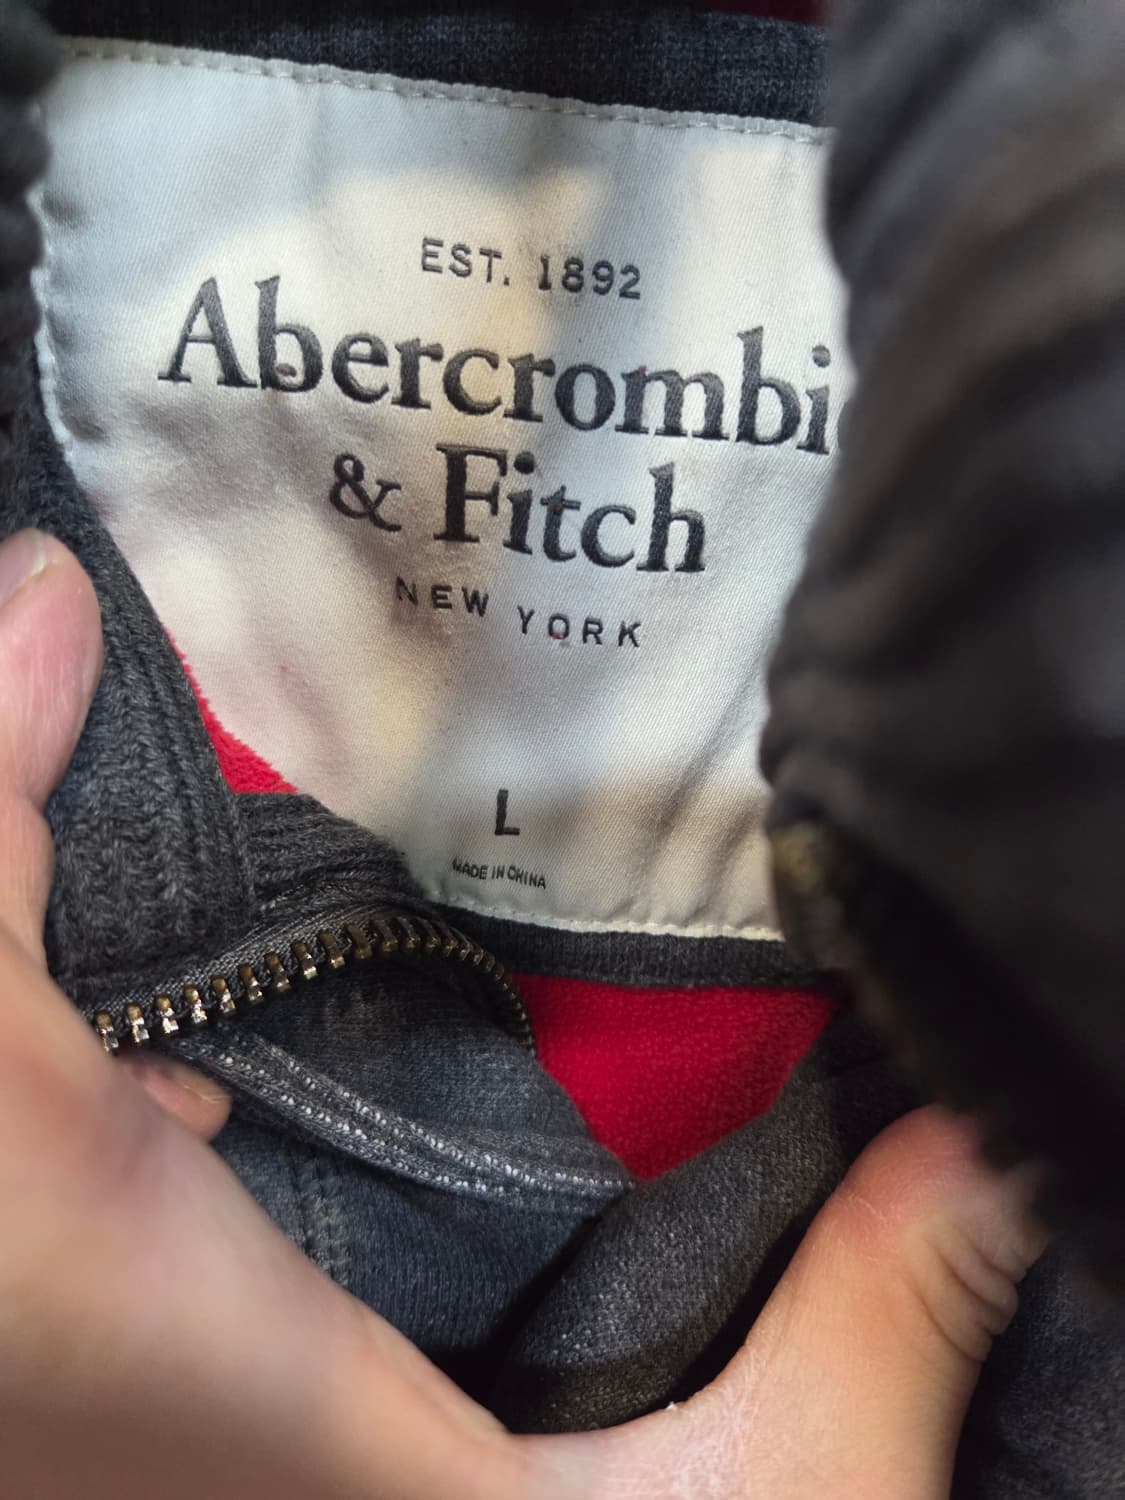 EST. 1892
Abercrombi
& Fitch
NEW YORK
L
MADE IN CHINA